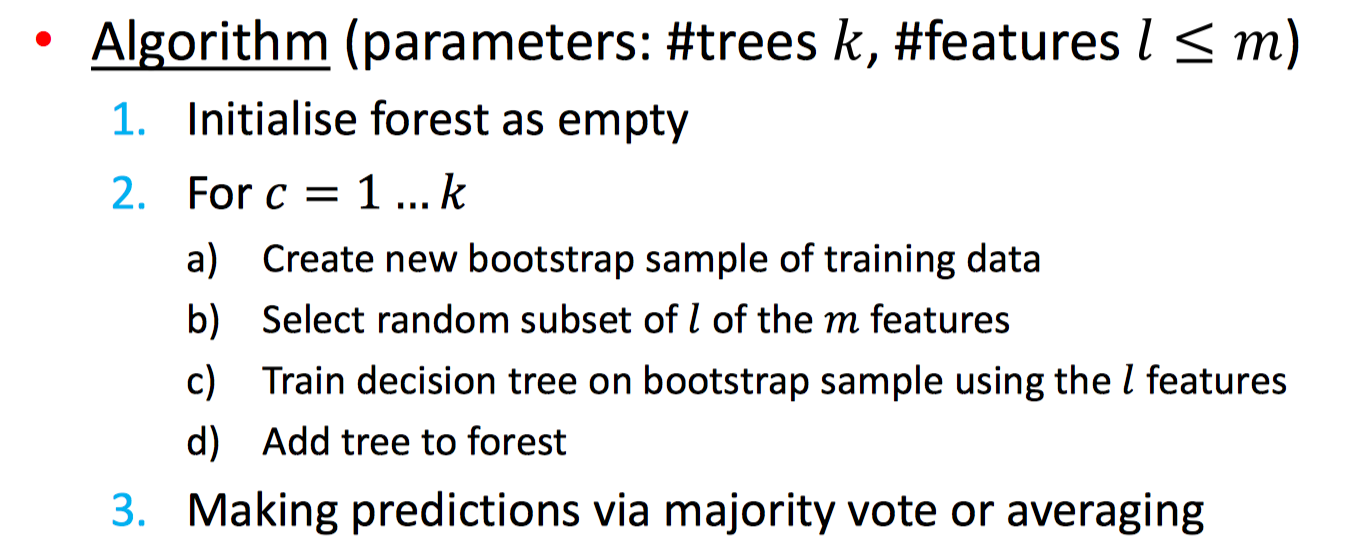 • Algorithm (parameters: #trees k, #features l ≤ m)
1. Initialise forest as empty
2. For c = 1 ... k
a) Create new bootstrap sample of training data
b) Select random subset of l of the m features
c) Train decision tree on bootstrap sample using the l features
d) Add tree to forest
3. Making predictions via majority vote or averaging